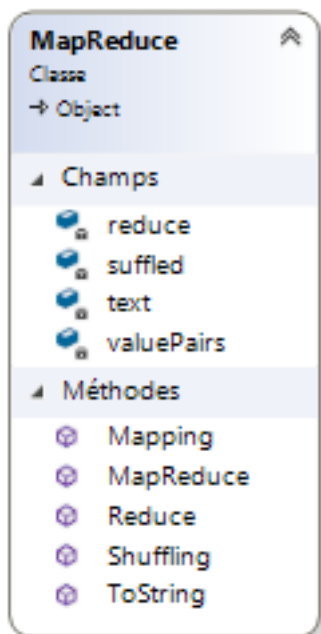 MapReduce
Classe
→ Object
Champs
reduce
suffled
text
valuePairs
Méthodes
Mapping
MapReduce
Reduce
Shuffling
ToString